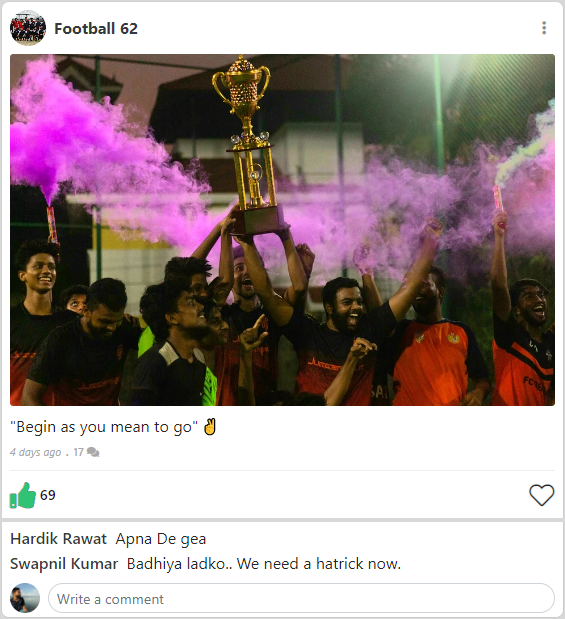 Football 62
"Begin as you mean to go"✌
4 days ago . 17
69
Hardik Rawat Apna De gea
Swapnil Kumar Badhiya ladko.. We need a hatrick now.
Write a comment